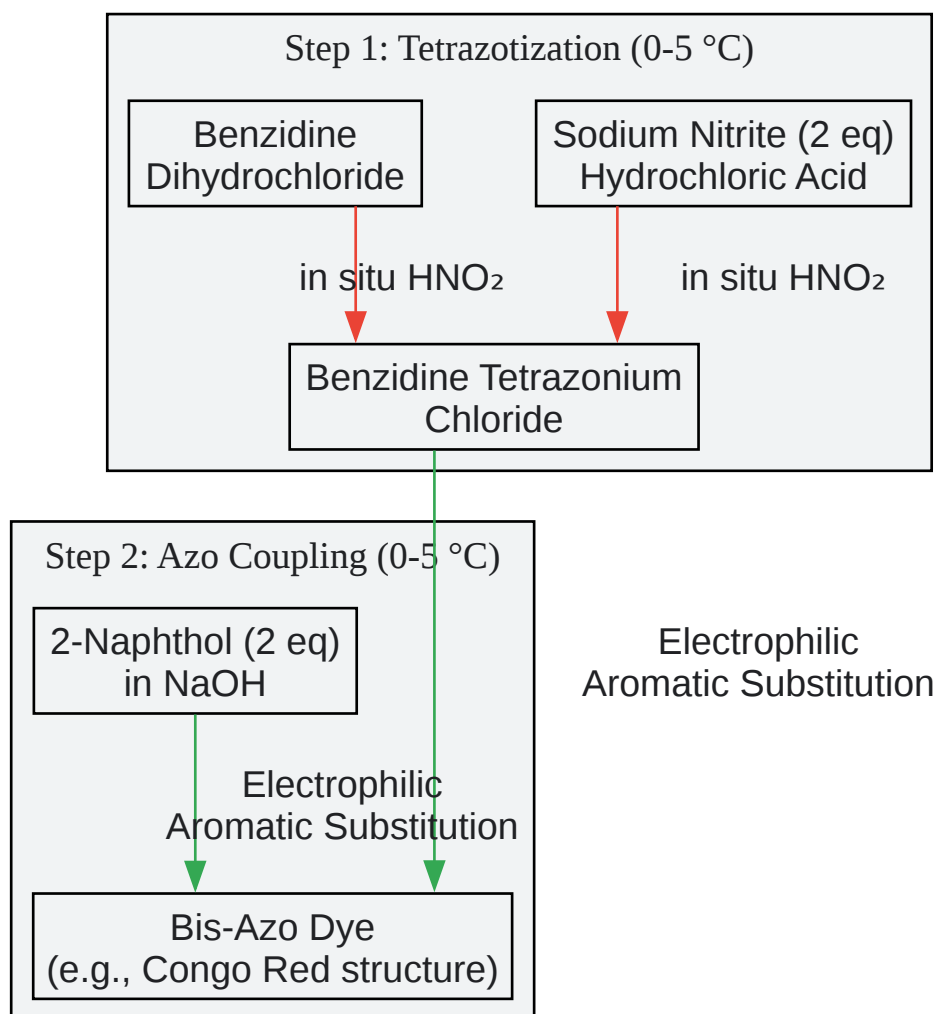 Step 1: Tetrazotization (0-5 °C)
Benzidine
Dihydrochloride
Sodium Nitrite (2 eq)
Hydrochloric Acid
in situ HNO₂
in situ HNO₂
Benzidine Tetrazonium
Chloride
Step 2: Azo Coupling (0-5 °C)
2-Naphthol (2 eq)
in NaOH
Electrophilic
Aromatic Substitution
Electrophilic
Aromatic Substitution
Bis-Azo Dye
(e.g., Congo Red structure)